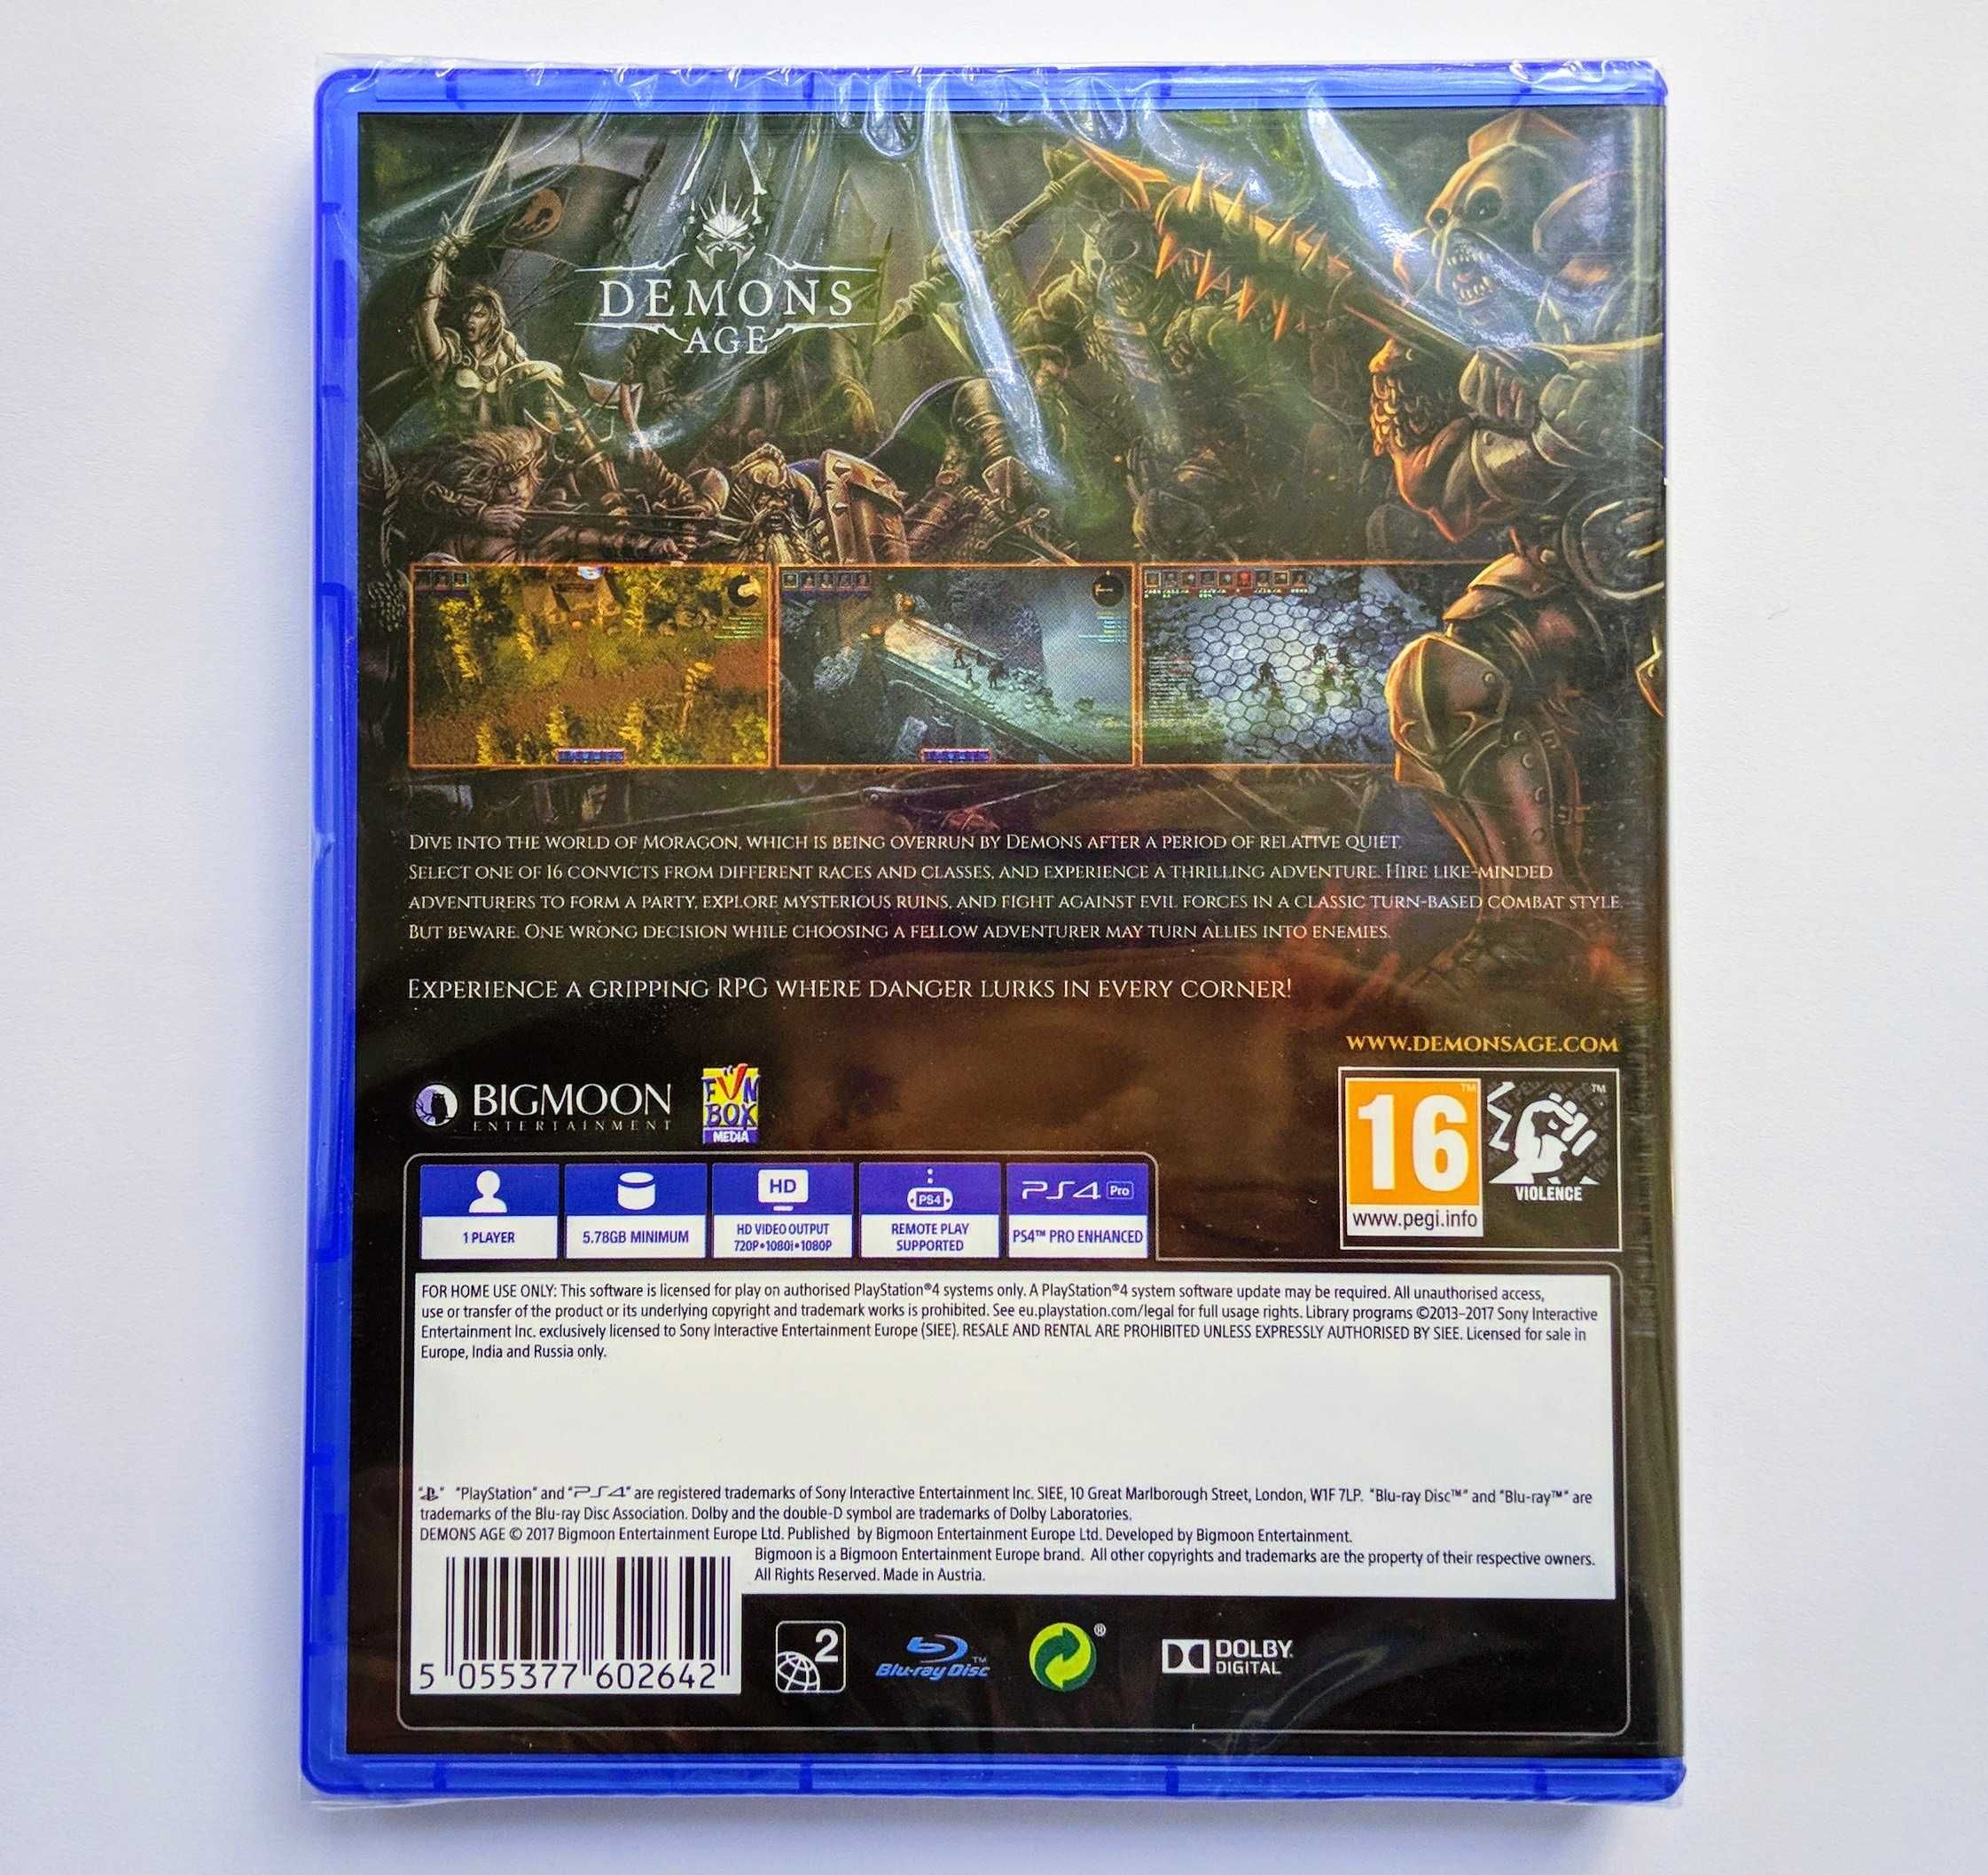 DEMONS
AGE
Dive into the world of Moragon, which is being overrun by Demons after a period of relative quiet.
Select one of 16 convicts from different races and classes, and experience a thrilling adventure. Hire like-minded
adventurers to form a party, explore mysterious ruins, and fight against evil forces in a classic turn-based combat style.
But beware. One wrong decision while choosing a fellow adventurer may turn allies into enemies.
Experience a gripping RPG where danger lurks in every corner!
WWW.DEMONSAGE.COM
BIGMOON
ENTERTAINMENT
FUN
BOX
MEDIA
16
VIOLENCE
www.pegi.info
1 PLAYER
5.78GB MINIMUM
HD
HD VIDEO OUTPUT
720P•1080i•1080P
PS4
REMOTE PLAY
SUPPORTED
PS4 Pro
PS4™ PRO ENHANCED
FOR HOME USE ONLY: This software is licensed for play on authorised PlayStation®4 systems only. A PlayStation®4 system software update may be required. All unauthorised access,
use or transfer of the product or its underlying copyright and trademark works is prohibited. See eu.playstation.com/legal for full usage rights. Library programs ©2013–2017 Sony Interactive
Entertainment Inc. exclusively licensed to Sony Interactive Entertainment Europe (SIEE). RESALE AND RENTAL ARE PROHIBITED UNLESS EXPRESSLY AUTHORISED BY SIEE. Licensed for sale in
Europe, India and Russia only.
"PlayStation" and "PS4" are registered trademarks of Sony Interactive Entertainment Inc. SIEE, 10 Great Marlborough Street, London, W1F 7LP. "Blu-ray Disc™" and "Blu-ray™" are
trademarks of the Blu-ray Disc Association. Dolby and the double-D symbol are trademarks of Dolby Laboratories.
DEMONS AGE © 2017 Bigmoon Entertainment Europe Ltd. Published by Bigmoon Entertainment Europe Ltd. Developed by Bigmoon Entertainment.
Bigmoon is a Bigmoon Entertainment Europe brand. All other copyrights and trademarks are the property of their respective owners.
All Rights Reserved. Made in Austria.
5 055377 602642
2
Blu-ray Disc™
®
DOLBY
DIGITAL